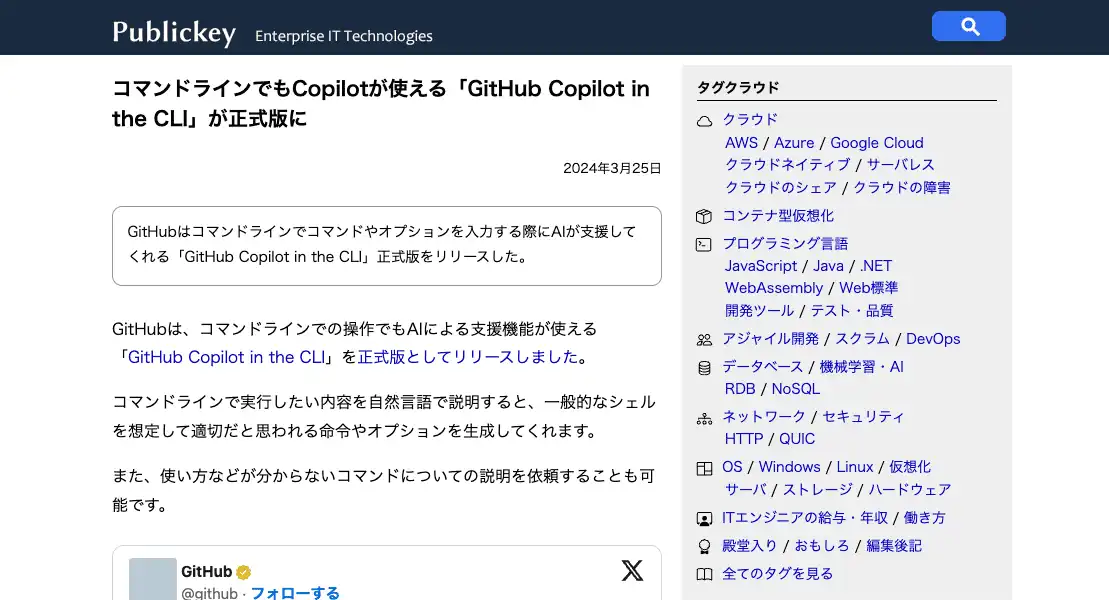 Publickey Enterprise IT Technologies
コマンドラインでもCopilotが使える「GitHub Copilot in
the CLI」が正式版に
2024年3月25日
GitHubはコマンドラインでコマンドやオプションを入力する際にAIが支援して
くれる「GitHub Copilot in the CLI」正式版をリリースした。
GitHubは、コマンドラインでの操作でもAIによる支援機能が使える
「GitHub Copilot in the CLI」を正式版としてリリースしました。
コマンドラインで実行したい内容を自然言語で説明すると、一般的なシェル
を想定して適切だと思われる命令やオプションを生成してくれます。
また、使い方などが分からないコマンドについての説明を依頼することも可
能です。
GitHub
@github · フォローする
タグクラウド
クラウド
AWS / Azure / Google Cloud
クラウドネイティブ / サーバレス
クラウドのシェア / クラウドの障害
コンテナ型仮想化
プログラミング言語
JavaScript / Java / .NET
WebAssembly / Web標準
開発ツール / テスト・品質
アジャイル開発 / スクラム / DevOps
データベース / 機械学習・AI
RDB / NoSQL
ネットワーク / セキュリティ
HTTP / QUIC
OS / Windows / Linux / 仮想化
サーバ / ストレージ / ハードウェア
ITエンジニアの給与・年収 / 働き方
殿堂入り / おもしろ / 編集後記
全てのタグを見る